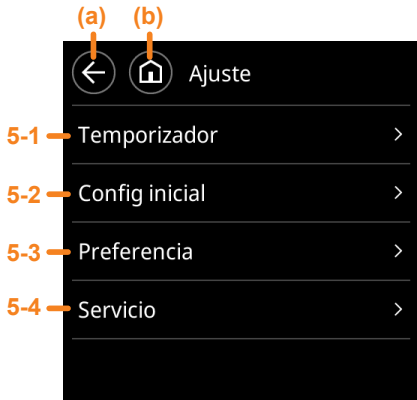 (a) (b)
Ajuste
5-1 Temporizador
5-2 Config inicial
5-3 Preferencia
5-4 Servicio